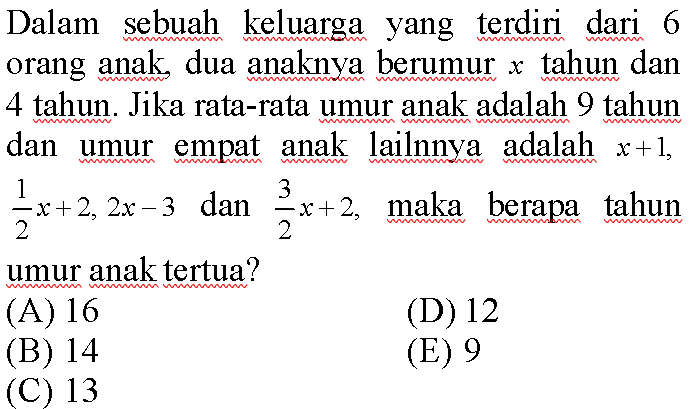 Dalam sebuah keluarga yang terdiri dari 6
orang anak, dua anaknya berumur x tahun dan
4 tahun. Jika rata-rata umur anak adalah 9 tahun
dan umur empat anak lailnnya adalah x+1,
1/2 x+2, 2x−3 dan 3/2 x+2, maka berapa tahun
umur anak tertua?
(A) 16 (D) 12
(B) 14 (E) 9
(C) 13